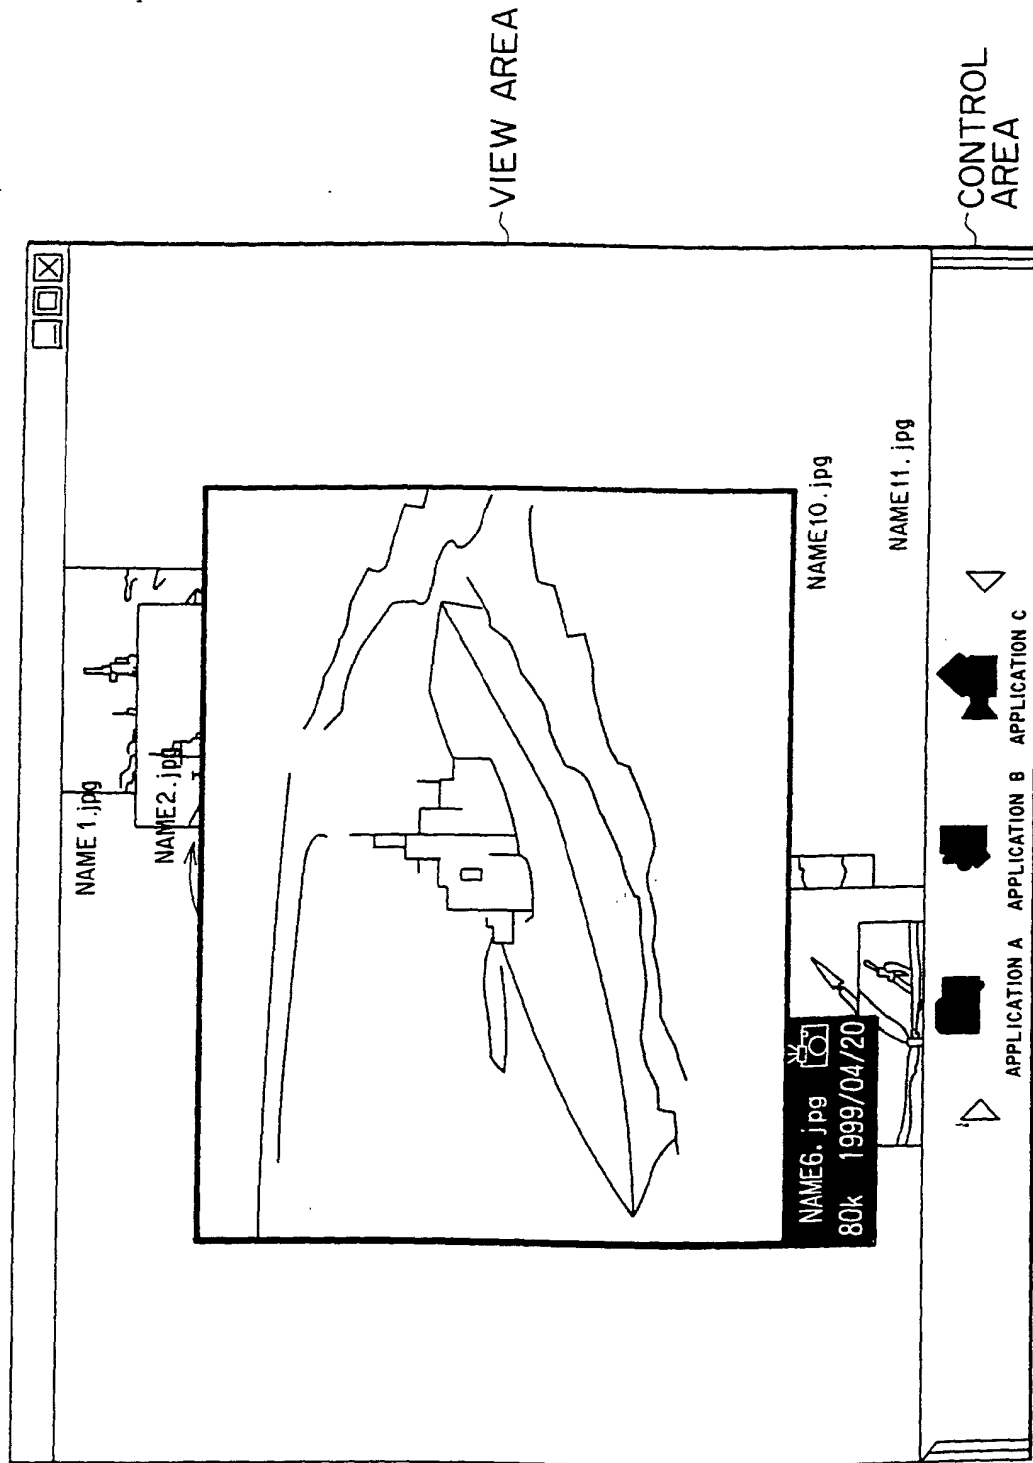 NAME1.jpg
NAME2.jpg
VIEW AREA
NAME6.jpg
80k 1999/04/20
NAME10.jpg
NAME11.jpg
APPLICATION A
APPLICATION B
APPLICATION C
CONTROL
AREA